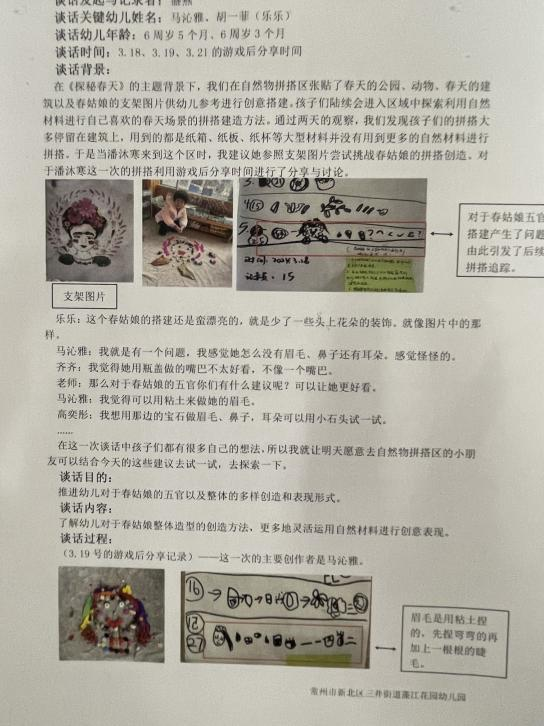 谈话发起与记录者：
谈话关键幼儿姓名：马沁雅、胡一菲（乐乐）
谈话幼儿年龄：6周岁5个月、6周岁3个月
谈话时间：3.18、3.19、3.21的游戏后分享时间
谈话背景：
在《探秘春天》的主题背景下，我们在自然物拼搭区张贴了春天的公园、动物、春天的建
筑以及春姑娘的支架图片供幼儿参考进行创意搭建。孩子们陆续会进入区域中探索利用自然
材料进行自己喜欢的春天场景的拼搭建造方法。通过两天的观察，我们发现孩子们的拼搭大
多停留在建筑上，用到的都是纸箱、纸板、纸杯等大型材料并没有用到更多的自然材料进行
拼搭。于是当潘沐寒来到这个区时，我建议她参照支架图片尝试挑战春姑娘的拼搭创造。对
于潘沐寒这一次的拼搭利用游戏后分享时间进行了分享与讨论。
对于春姑娘五官
搭建产生了问题
由此引发了后续
拼搭追踪。
支架图片
乐乐：这个春姑娘的搭建还是蛮漂亮的，就是少了一些头上花朵的装饰。就像图片中的那
样。
马沁雅：我就是有一个问题，我感觉她怎么没有眉毛、鼻子还有耳朵。感觉怪怪的。
齐齐：我觉得她用瓶盖做的嘴巴不太好看，不像一个嘴巴。
老师：那么对于春姑娘的五官你们有什么建议呢？可以让她更好看。
马沁雅：我觉得可以用粘土来做她的眉毛。
高奕彤：我想用那边的宝石做眉毛、鼻子，耳朵可以用小石头试一试。
......
在这一次谈话中孩子们都有很多自己的想法，所以我就让明天愿意去自然物拼搭区的小朋
友可以结合今天的这些建议去试一试，去探索一下。
谈话目的：
推进幼儿对于春姑娘的五官以及整体的多样创造和表现形式。
谈话内容：
了解幼儿对于春姑娘整体造型的创造方法，更多地灵活运用自然材料进行创意表现。
谈话过程：
（3.19号的游戏后分享记录）——这一次的主要创作者是马沁雅。
16
18
27
眉毛是用粘土捏
的，先捏弯弯的再
加上一根根的睫
毛。
常州市新北区三井街道藻江花园幼儿园